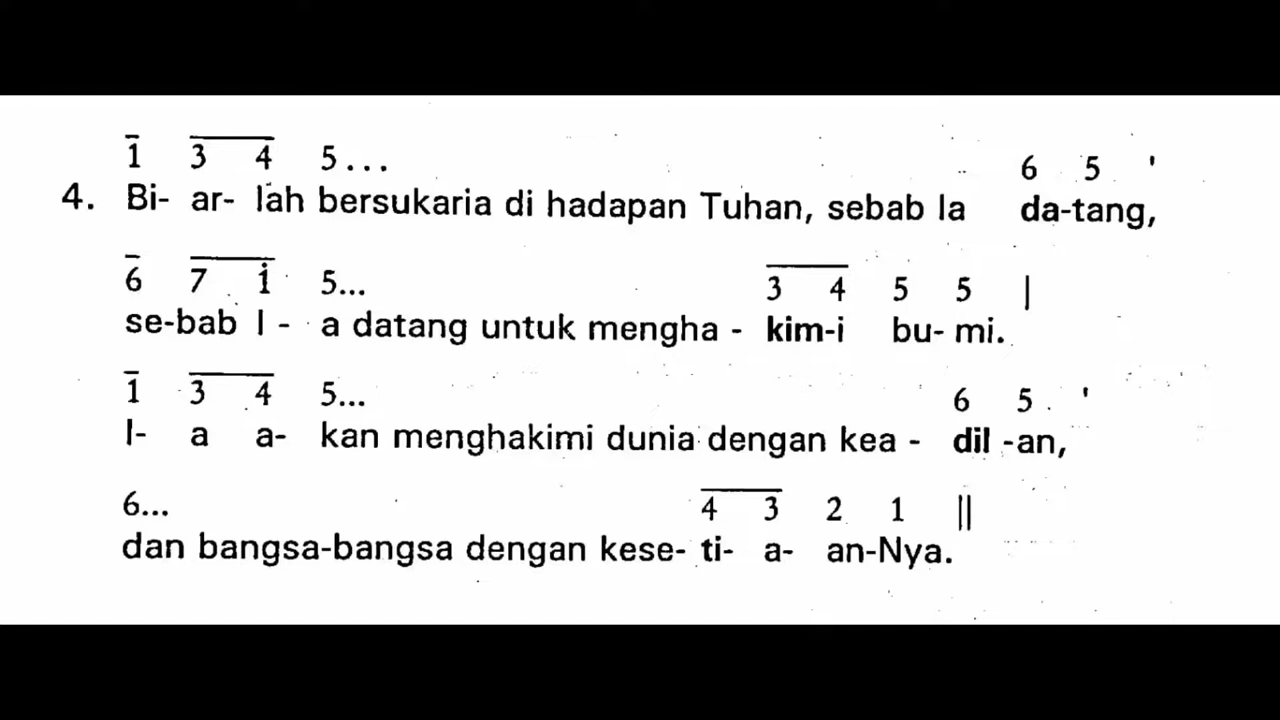 1 3 4 5... 6 5 '
4. Bi- ar- lah bersukaria di hadapan Tuhan, sebab Ia da-tang,
6 7 i 5... 3 4 5 5 |
se-bab I - a datang untuk mengha - kim-i bu- mi.
1 3 4 5... 6 5 '
I- a a- kan menghakimi dunia dengan kea - dil -an,
6... 4 3 2 1 ||
dan bangsa-bangsa dengan kese- ti- a- an-Nya.